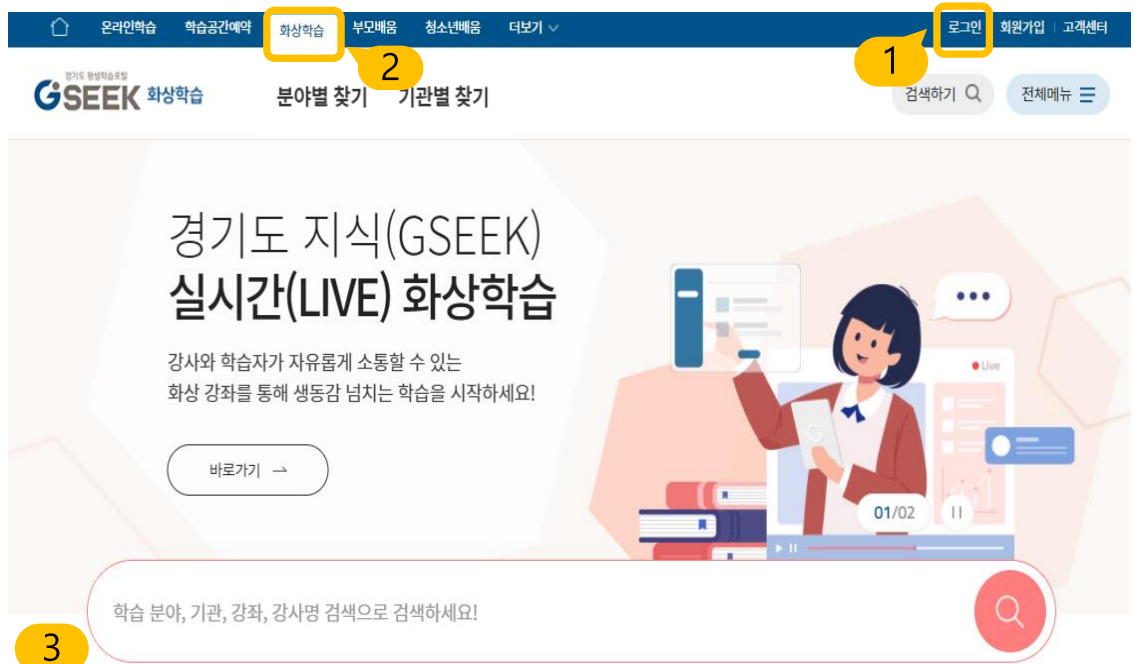 온라인학습 학습공간예약 화상학습 부모배움 청소년배움 더보기 로그인 회원가입 고객센터
2 1
경기도 평생학습포털
GSEEK 화상학습 분야별 찾기 기관별 찾기 검색하기 전체메뉴
경기도 지식(GSEEK)
실시간(LIVE) 화상학습
강사와 학습자가 자유롭게 소통할 수 있는
화상 강좌를 통해 생동감 넘치는 학습을 시작하세요!
Live
G
바로가기 →
01/02
학습 분야, 기관, 강좌, 강사명 검색으로 검색하세요!
3